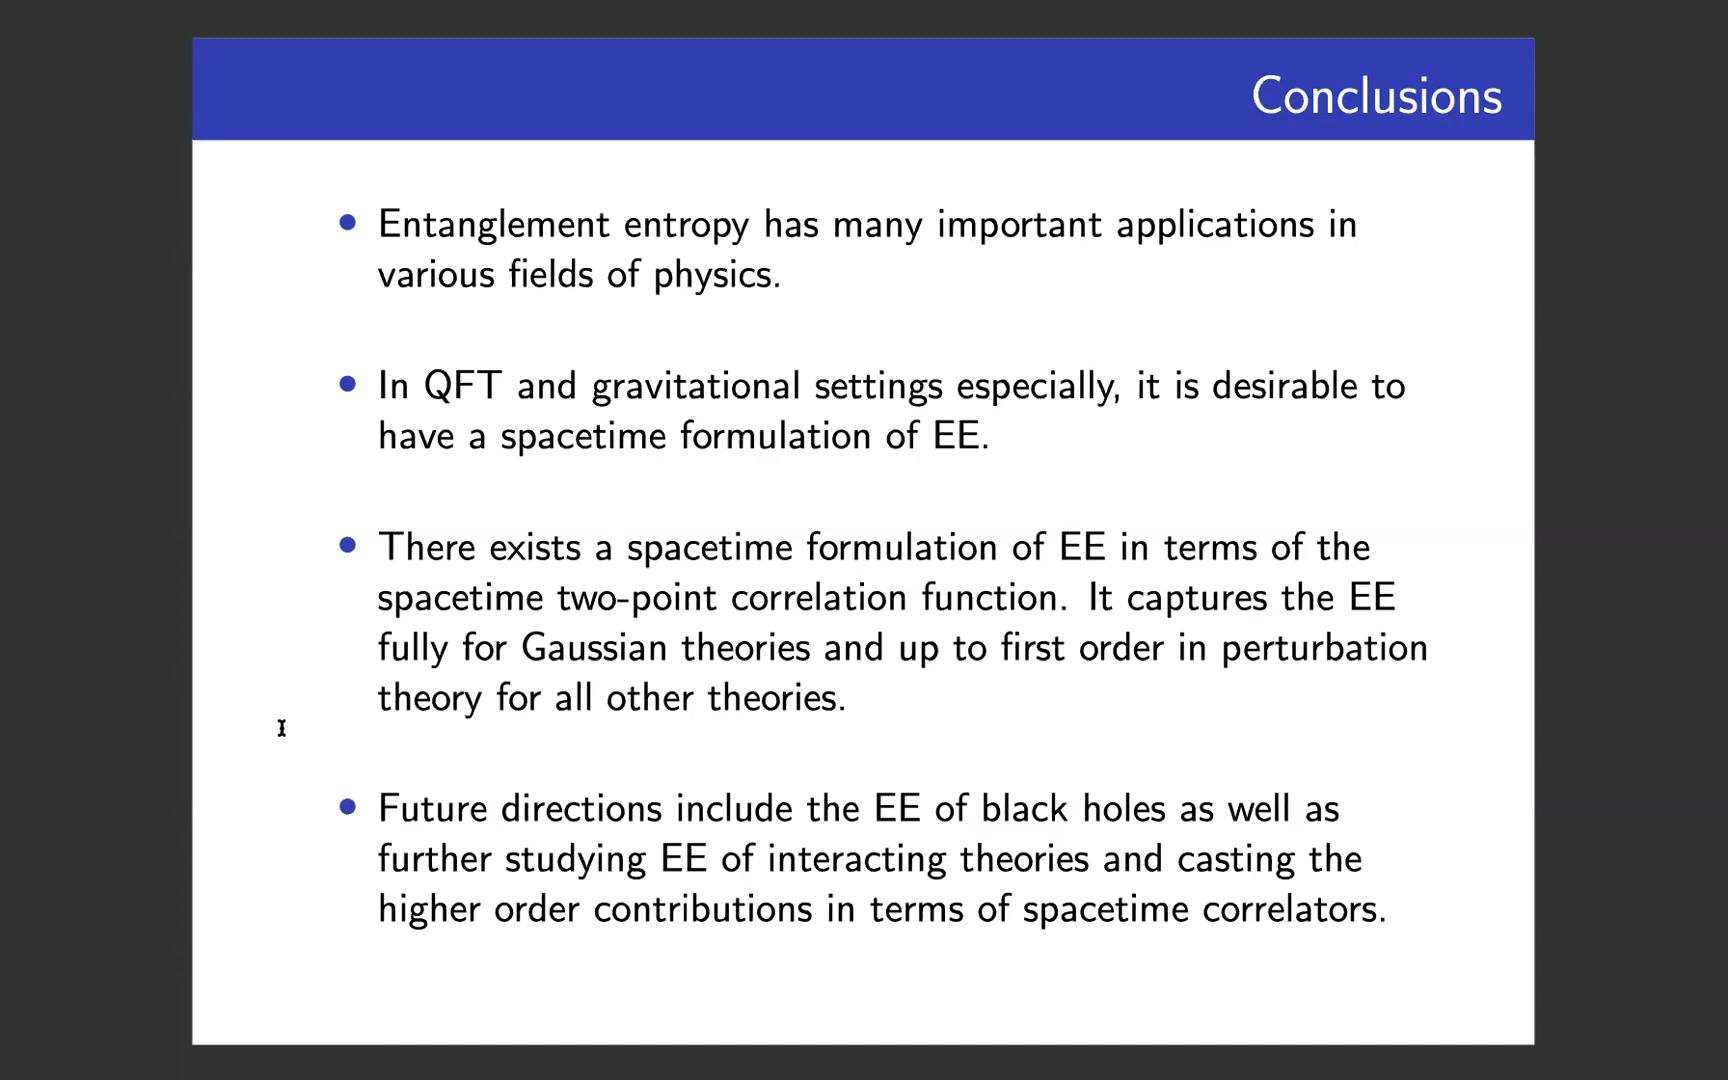 Conclusions
• Entanglement entropy has many important applications in
various fields of physics.
• In QFT and gravitational settings especially, it is desirable to
have a spacetime formulation of EE.
• There exists a spacetime formulation of EE in terms of the
spacetime two-point correlation function. It captures the EE
fully for Gaussian theories and up to first order in perturbation
theory for all other theories.
• Future directions include the EE of black holes as well as
further studying EE of interacting theories and casting the
higher order contributions in terms of spacetime correlators.